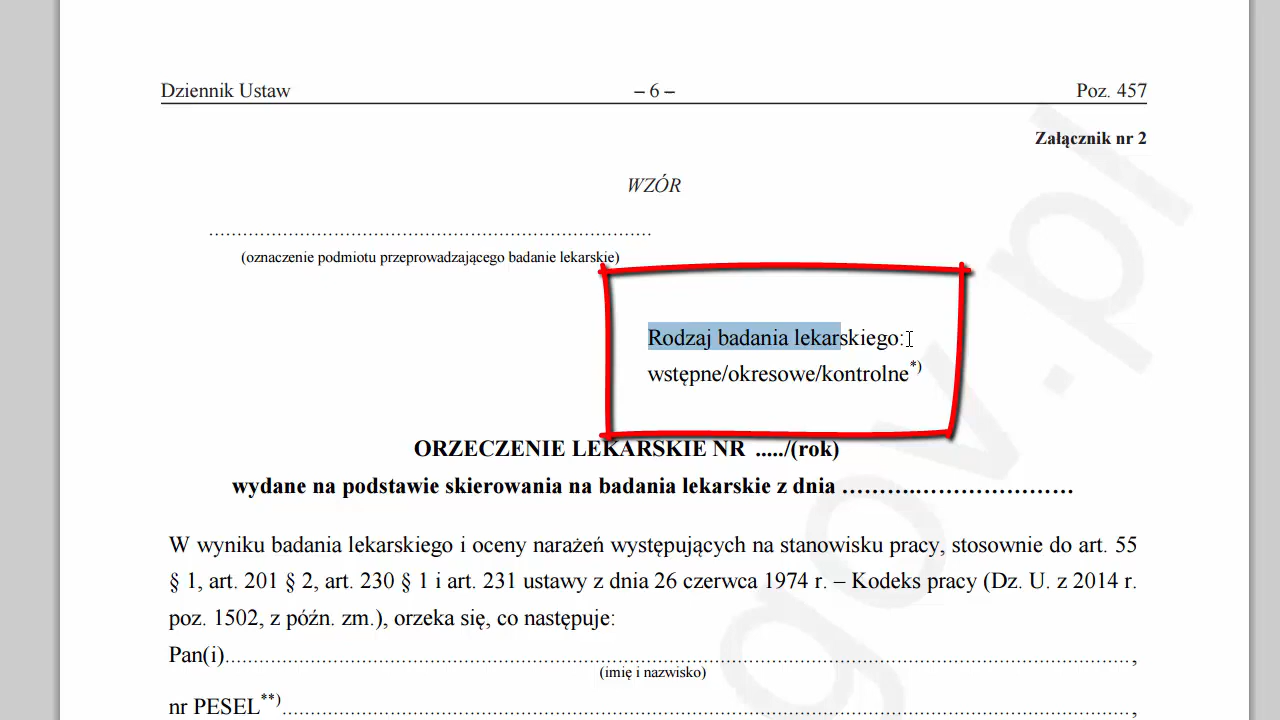 Dziennik Ustaw – 6 – Poz. 457
Załącznik nr 2
WZÓR
...........................................................................
(oznaczenie podmiotu przeprowadzającego badanie lekarskie)
Rodzaj badania lekarskiego:
wstępne/okresowe/kontrolne*)
ORZECZENIE LEKARSKIE NR ...../(rok)
wydane na podstawie skierowania na badania lekarskie z dnia ……….…………………
W wyniku badania lekarskiego i oceny narażeń występujących na stanowisku pracy, stosownie do art. 55
§ 1, art. 201 § 2, art. 230 § 1 i art. 231 ustawy z dnia 26 czerwca 1974 r. – Kodeks pracy (Dz. U. z 2014 r.
poz. 1502, z późn. zm.), orzeka się, co następuje:
Pan(i)..............................................................................................................................,
(imię i nazwisko)
nr PESEL**)....................................................................................................................,
gov.pl